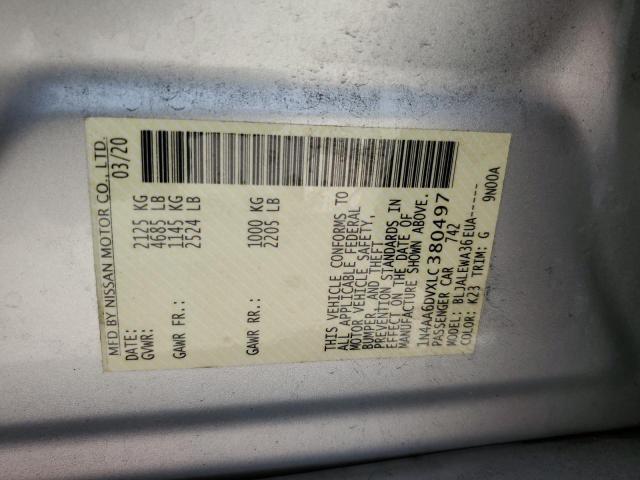 MFD BY NISSAN MOTOR CO., LTD.
DATE: 03/20
GVWR: 2125 KG
4685 LB
GAWR FR.: 1145 KG
2524 LB
GAWR RR.: 1000 KG
2205 LB
THIS VEHICLE CONFORMS TO
ALL APPLICABLE FEDERAL
MOTOR VEHICLE SAFETY,
BUMPER, AND THEFT
PREVENTION STANDARDS IN
EFFECT ON THE DATE OF
MANUFACTURE SHOWN ABOVE.
1N4AA6DVXLC380497
PASSENGER CAR 742
MODEL: BLJALEWA36EUA-----
COLOR: K23 TRIM: G 9N00A